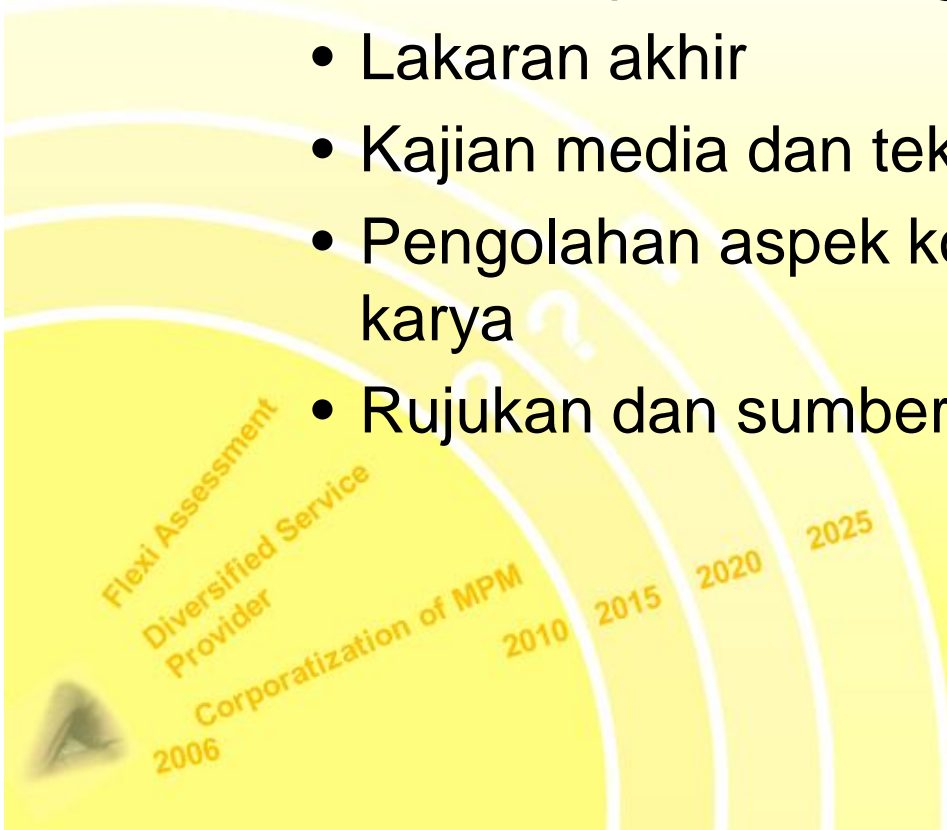 • Lakaran akhir
• Kajian media dan tek
• Pengolahan aspek k
karya
• Rujukan dan sumber
Flexi Assessment
Diversified Service
Provider
Corporatization of MPM
2006
2010
2015
2020
2025
? ? ?